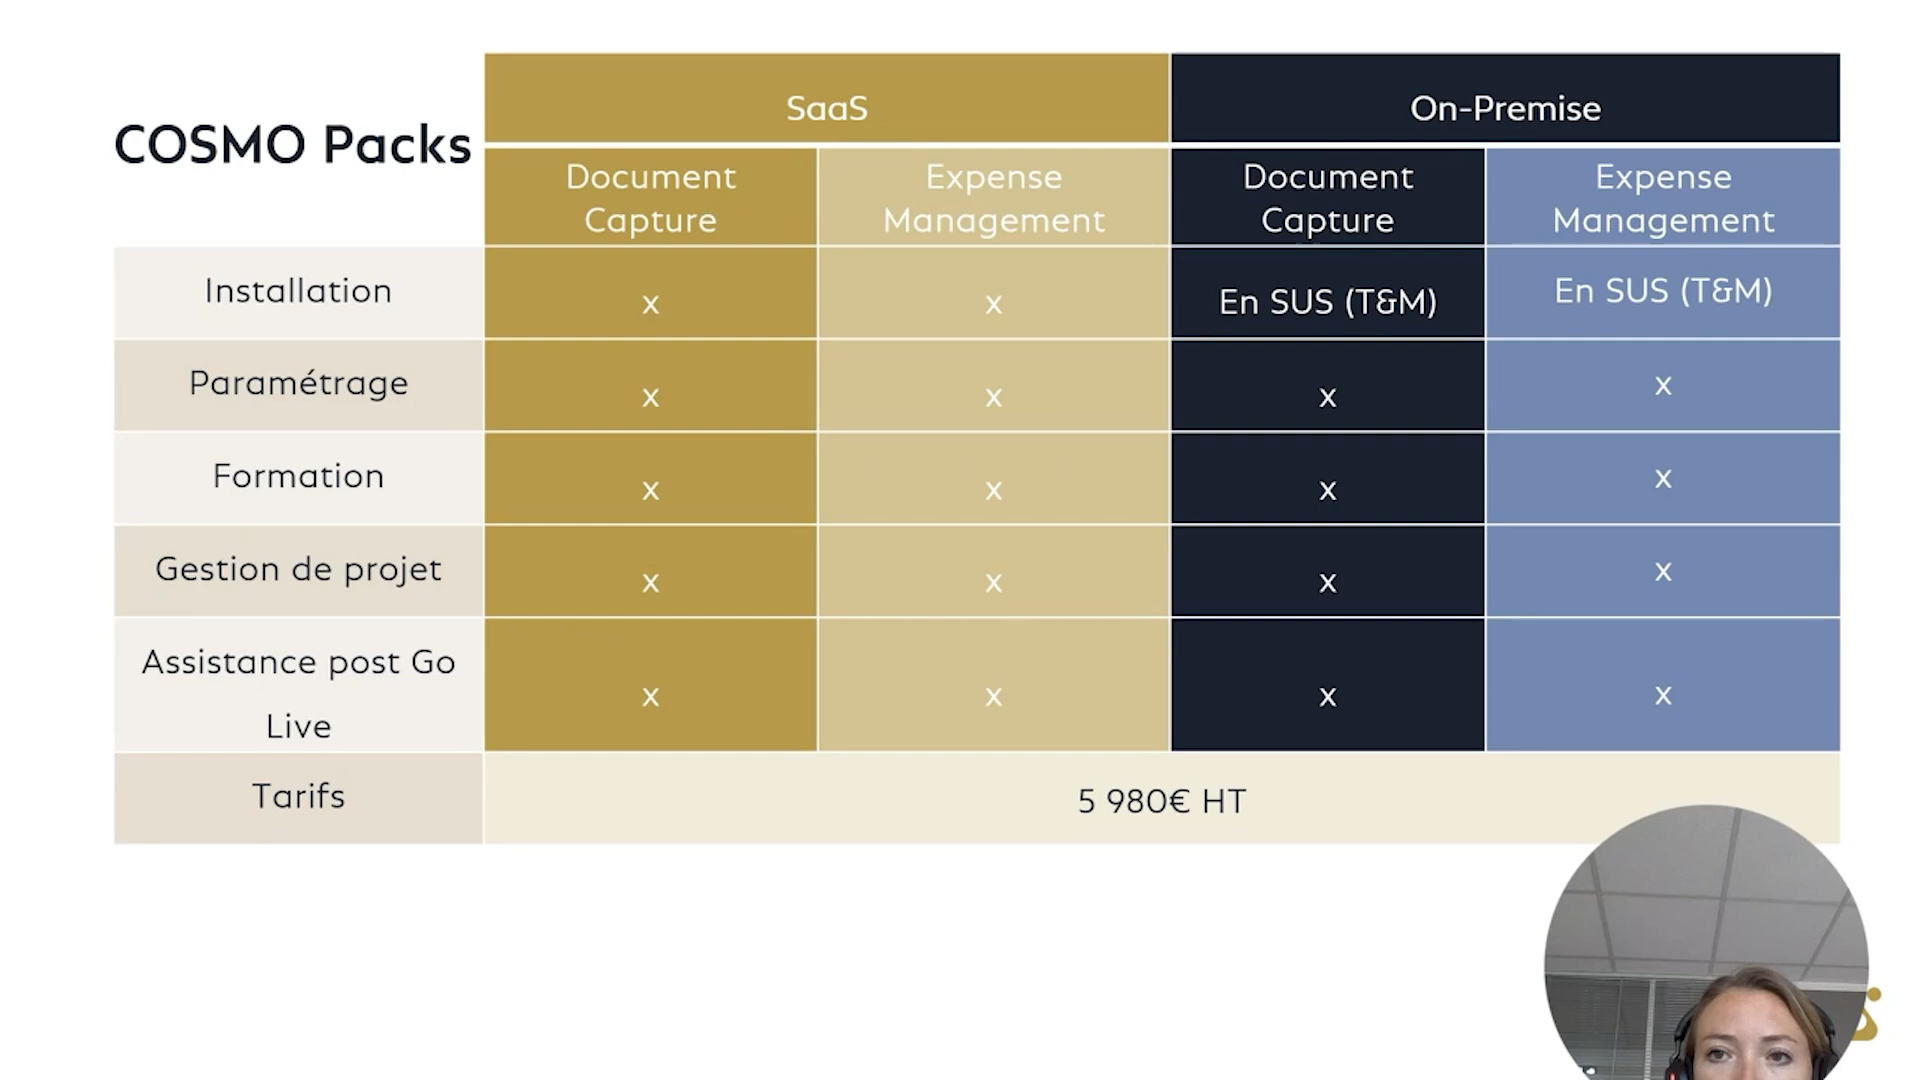 SaaS
On-Premise
COSMO Packs
Document
Capture
Expense
Management
Document
Capture
Expense
Management
Installation
x
x
En SUS (T&M)
En SUS (T&M)
Paramétrage
x
x
x
x
Formation
x
x
x
x
Gestion de projet
x
x
x
x
Assistance post Go
Live
x
x
x
x
Tarifs
5 980€ HT